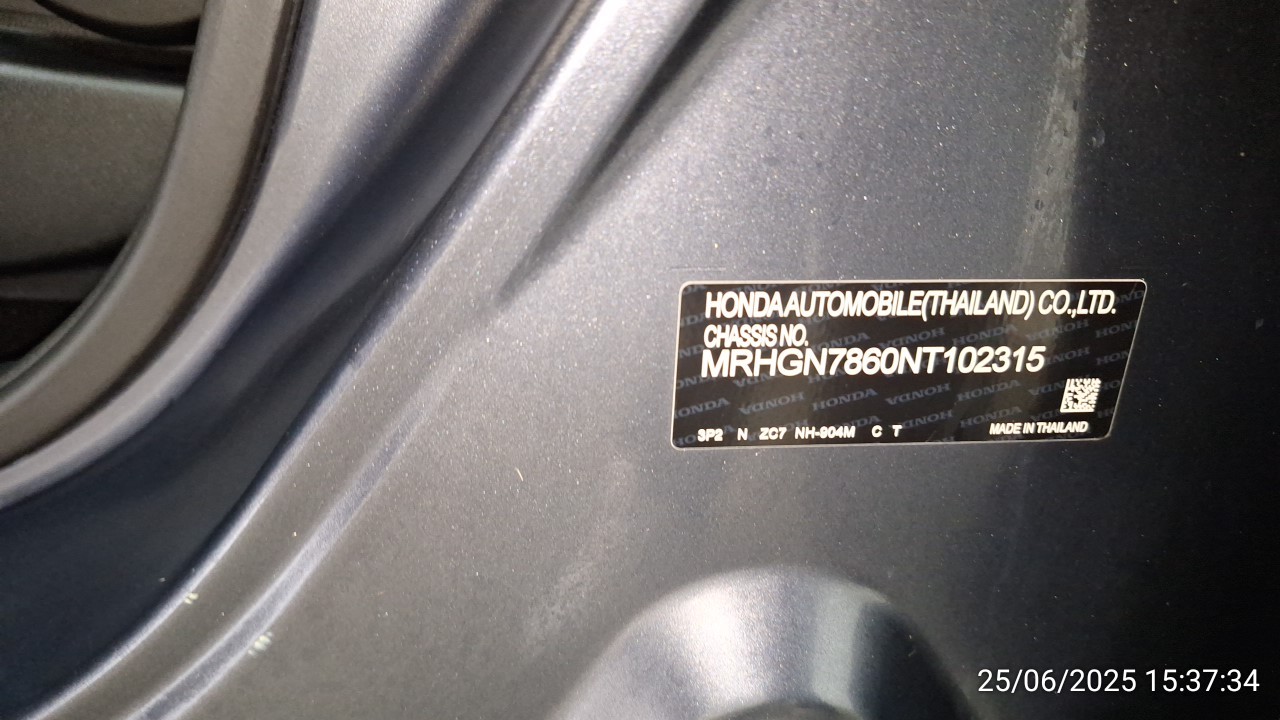 HONDA AUTOMOBILE(THAILAND) CO.,LTD.
CHASSIS NO.
MRHGN7860NT102315
3P2 N ZC7 NH-904M C T
MADE IN THAILAND
25/06/2025 15:37:34